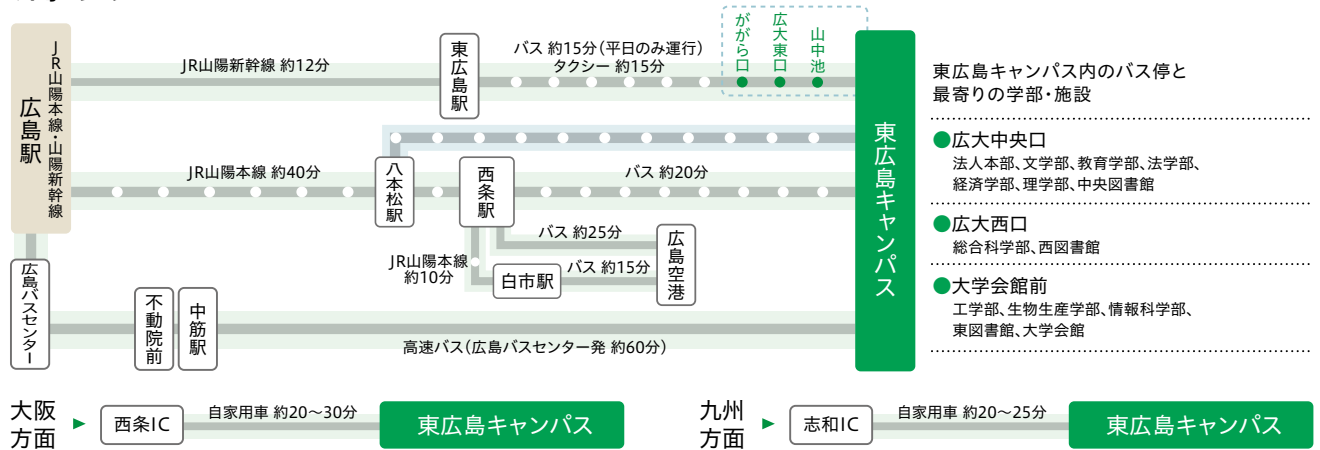 JR山陽本線・山陽新幹線
広島駅
JR山陽新幹線 約12分
東広島駅
バス 約15分(平日のみ運行)
タクシー 約15分
ががら口
広大東口
山中池
東広島キャンパス
JR山陽本線 約40分
八本松駅
西条駅
バス 約20分
バス 約25分
広島空港
JR山陽本線
約10分
白市駅
バス 約15分
広島バスセンター
不動院前
中筋駅
高速バス(広島バスセンター発 約60分)
東広島キャンパス内のバス停と
最寄りの学部・施設
●広大中央口
法人本部、文学部、教育学部、法学部、
経済学部、理学部、中央図書館
●広大西口
総合科学部、西図書館
●大学会館前
工学部、生物生産学部、情報科学部、
東図書館、大学会館
大阪
方面
西条IC
自家用車 約20〜30分
東広島キャンパス
九州
方面
志和IC
自家用車 約20〜25分
東広島キャンパス